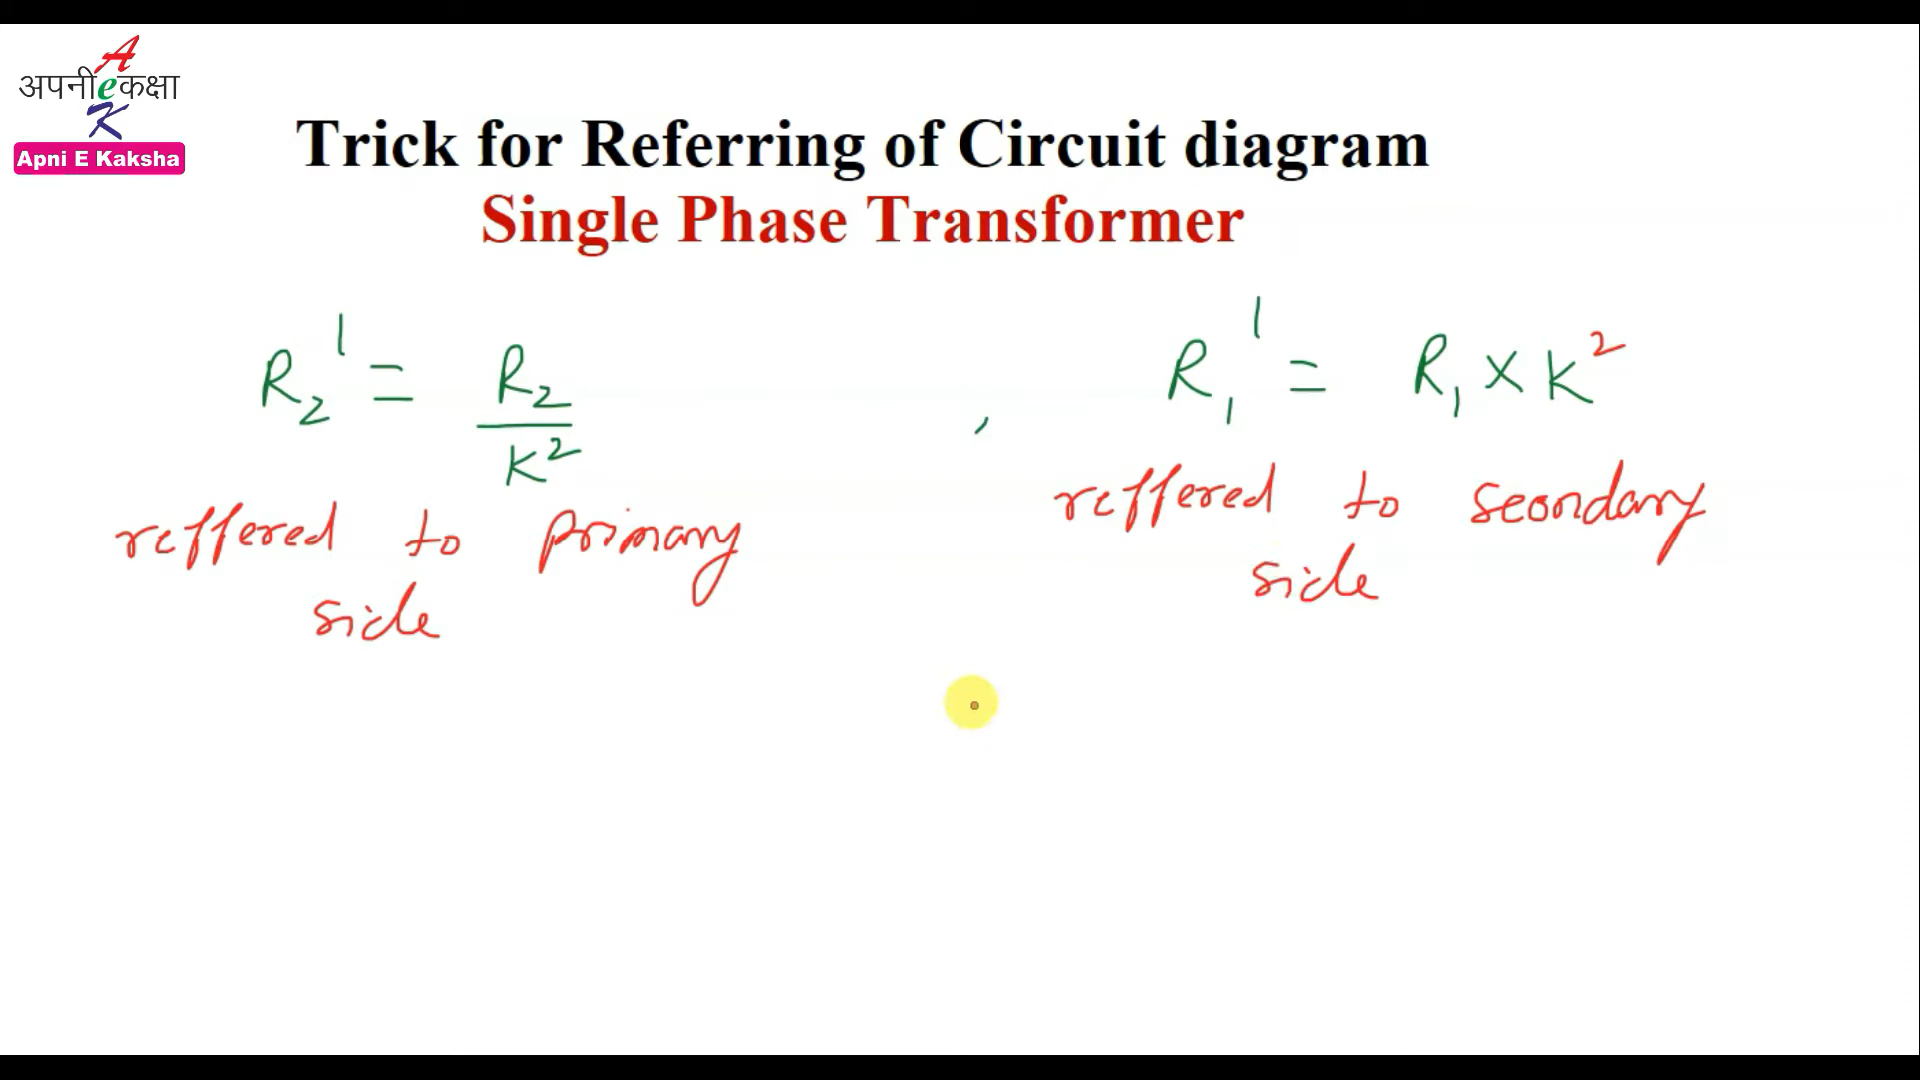 A
अपनी e कक्षा
K
Apni E Kaksha
Trick for Referring of Circuit diagram
Single Phase Transformer
R₂' = R₂ / K² , R₁' = R₁ × K²
reffered to primary side
reffered to seondary side